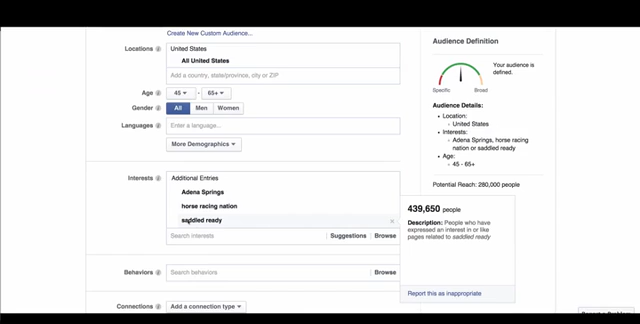 Create New Custom Audience...
Locations
United States
All United States
Add a country, state/province, city or ZIP
Age 45 - 65+
Gender All Men Women
Languages Enter a language...
More Demographics
Interests Additional Entries
Adena Springs
horse racing nation
saddled ready
Search interests Suggestions Browse
Behaviors Search behaviors Browse
Connections Add a connection type
439,650 people
Description: People who have
expressed an interest in or like
pages related to saddled ready
Report this as inappropriate
Audience Definition
Your audience is
defined.
Specific Broad
Audience Details:
• Location:
◦ United States
• Interests:
◦ Adena Springs, horse racing
nation or saddled ready
• Age:
◦ 45 - 65+
Potential Reach: 280,000 people